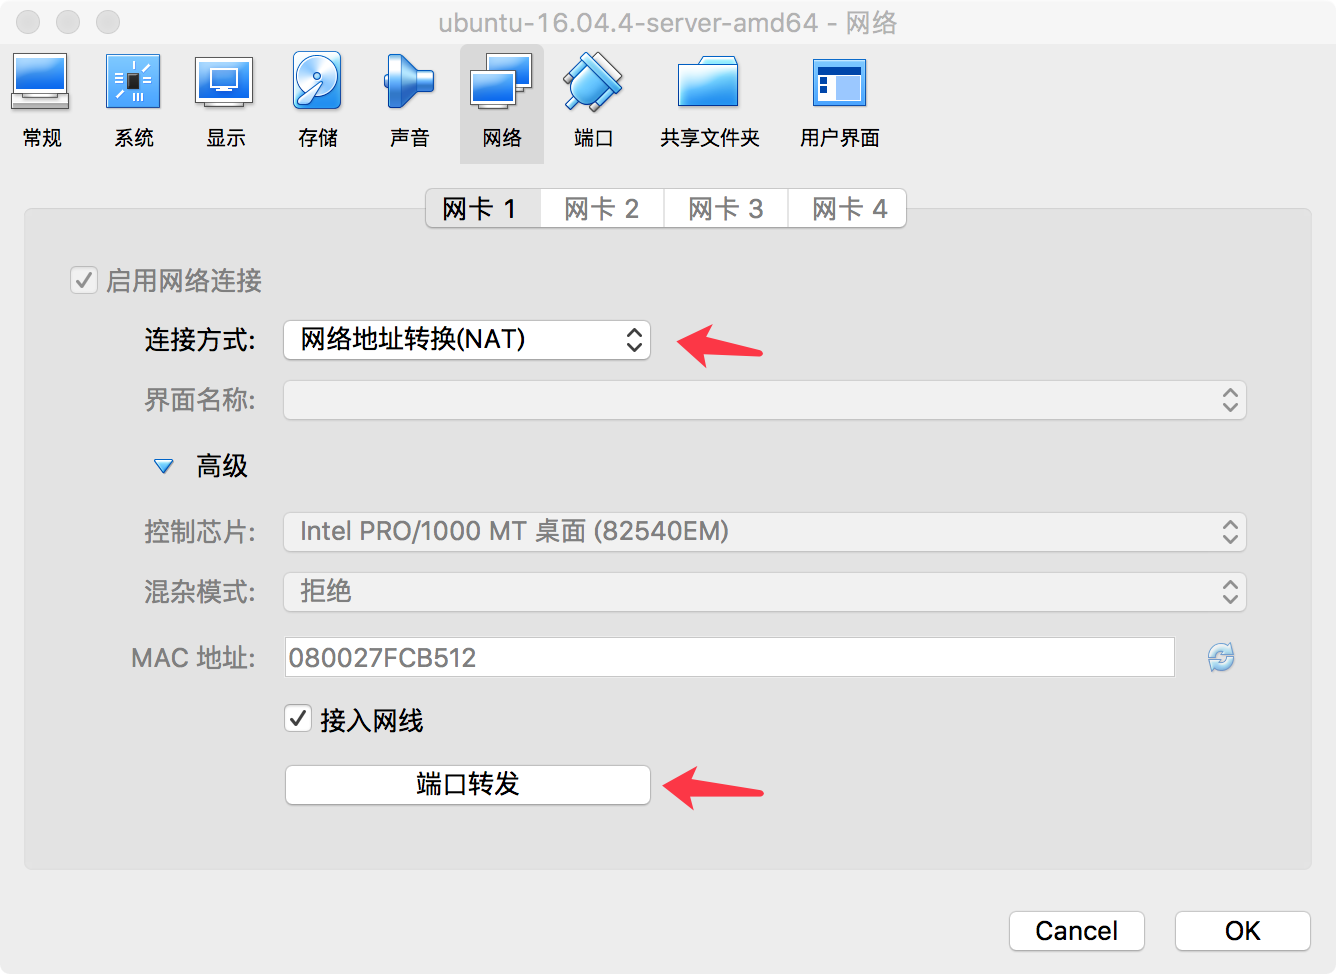 ubuntu-16.04.4-server-amd64 - 网络
常规 系统 显示 存储 声音 网络 端口 共享文件夹 用户界面
网卡 1 网卡 2 网卡 3 网卡 4
启用网络连接
连接方式: 网络地址转换(NAT)
界面名称:
高级
控制芯片: Intel PRO/1000 MT 桌面 (82540EM)
混杂模式: 拒绝
MAC 地址: 080027FCB512
接入网线
端口转发
Cancel OK